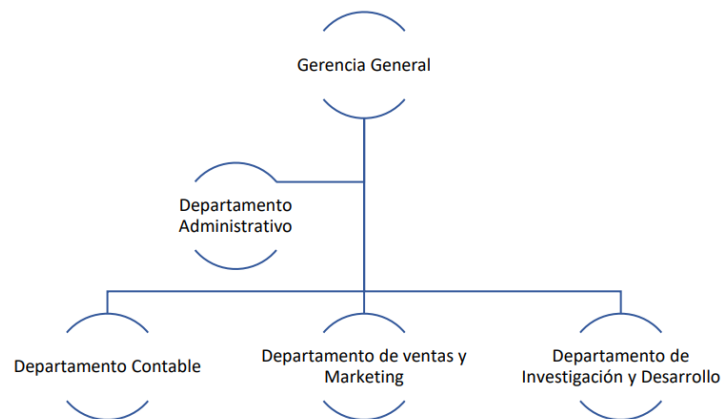 Gerencia General
Departamento
Administrativo
Departamento Contable
Departamento de ventas y
Marketing
Departamento de
Investigación y Desarrollo